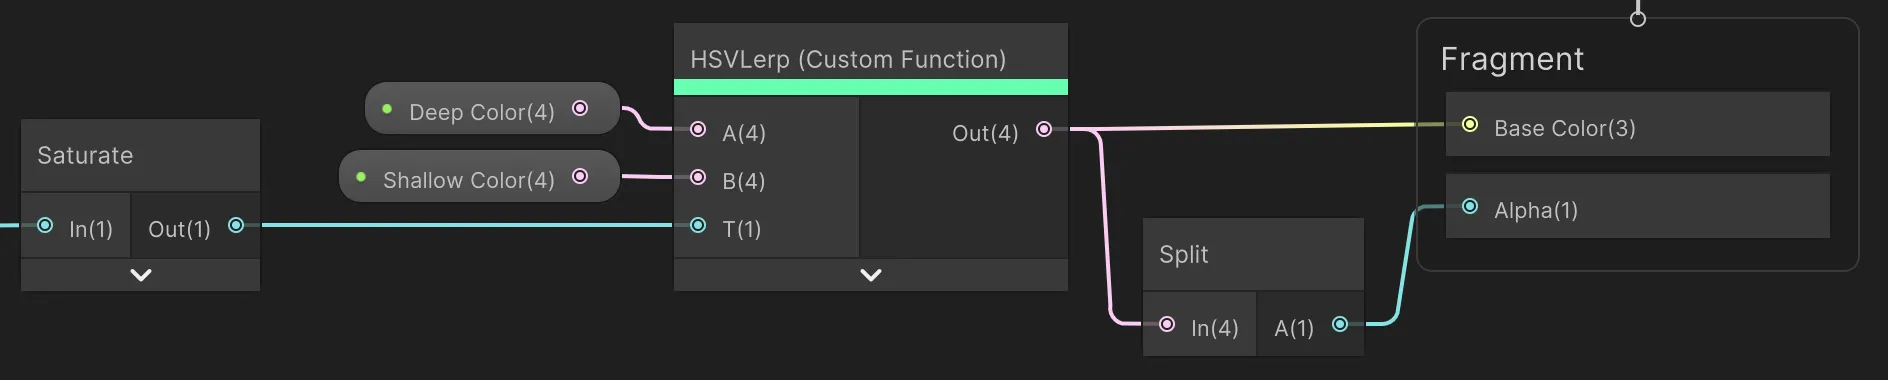 Saturate
In(1)
Out(1)
Deep Color(4)
Shallow Color(4)
HSVLerp (Custom Function)
A(4)
B(4)
T(1)
Out(4)
Split
In(4)
A(1)
Fragment
Base Color(3)
Alpha(1)